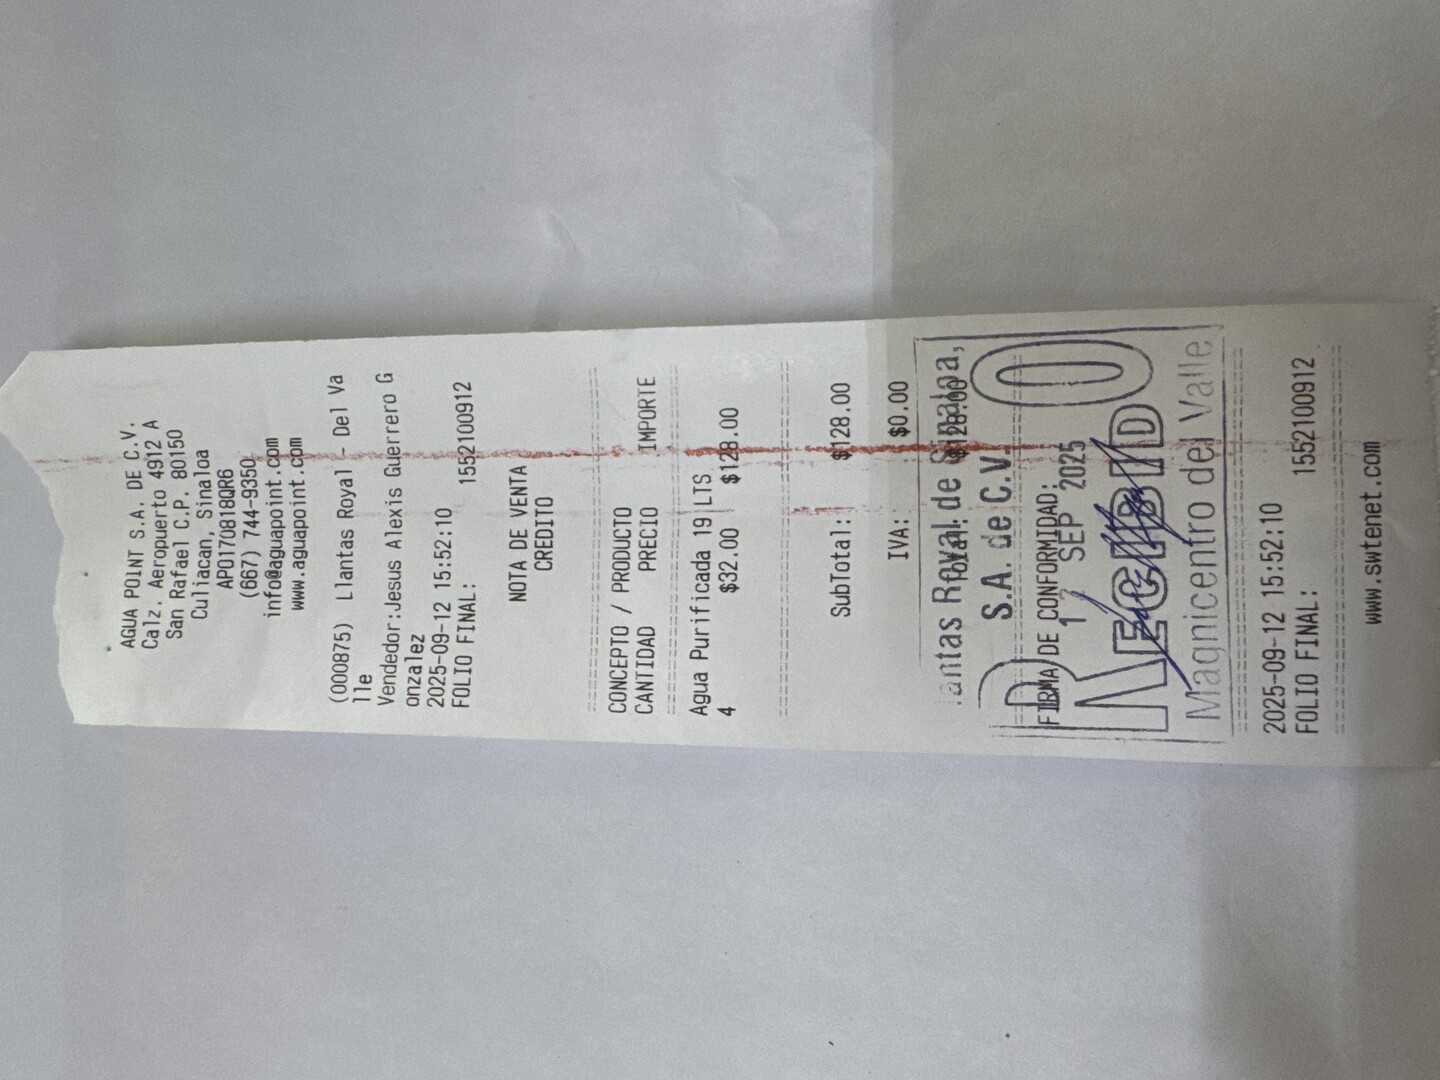 AGUA POINT S.A. DE C.V.
Calz. Aeropuerto 4912 A
San Rafael C.P. 80150
Culiacan, Sinaloa
APO170818QR6
(667) 744-9350
info@aguapoint.com
www.aguapoint.com
(000875) Llantas Royal - Del Va
lle
Vendedor:Jesus Alexis Guerrero G
onzalez
2025-09-12 15:52:10
FOLIO FINAL: 1552100912
NOTA DE VENTA
CREDITO
CONCEPTO / PRODUCTO
CANTIDAD PRECIO IMPORTE
Agua Purificada 19 LTS
4 $32.00 $128.00
SubTotal: $128.00
IVA: $0.00
Total: $128.00
lantas Royal de Sinaloa,
S.A. de C.V.
FIRMA DE CONFORMIDAD:
SEP 2025
RECIBIDO
Magnicentro del Valle
2025-09-12 15:52:10
FOLIO FINAL: 1552100912
www.swtenet.com